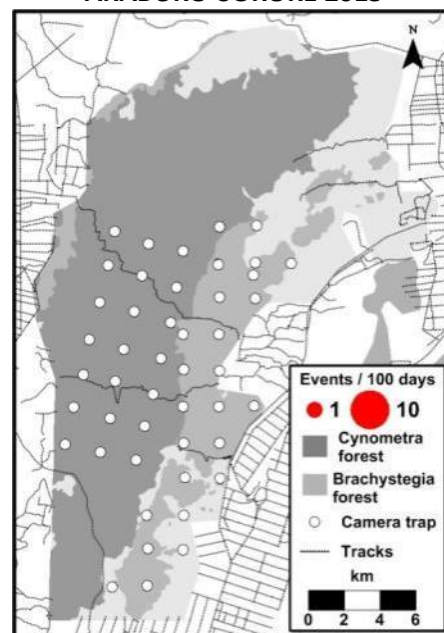 N
Events / 100 days
1 10
Cynometra
forest
Brachystegia
forest
Camera trap
Tracks
km
0 2 4 6